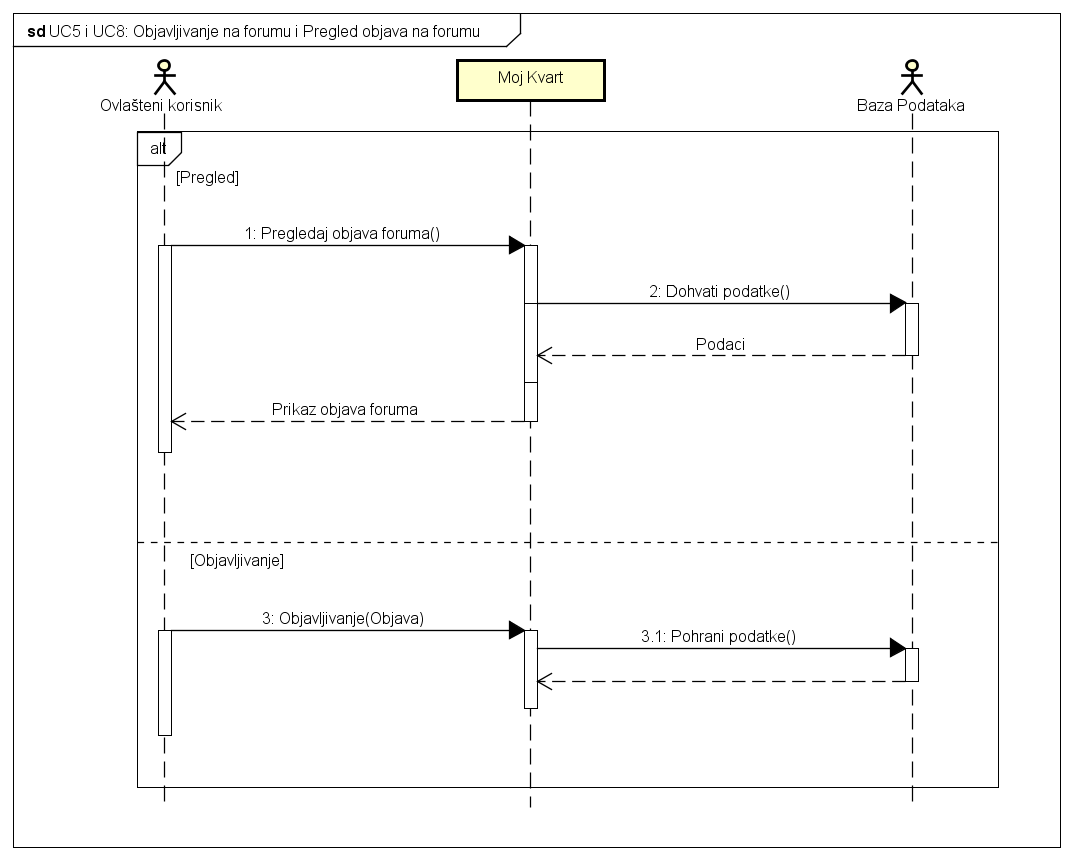 sd UC5 i UC8: Objavljivanje na forumu i Pregled objava na forumu
Ovlašteni korisnik
Moj Kvart
Baza Podataka
alt
[Pregled]
1: Pregledaj objava foruma()
2: Dohvati podatke()
Podaci
Prikaz objava foruma
[Objavljivanje]
3: Objavljivanje(Objava)
3.1: Pohrani podatke()